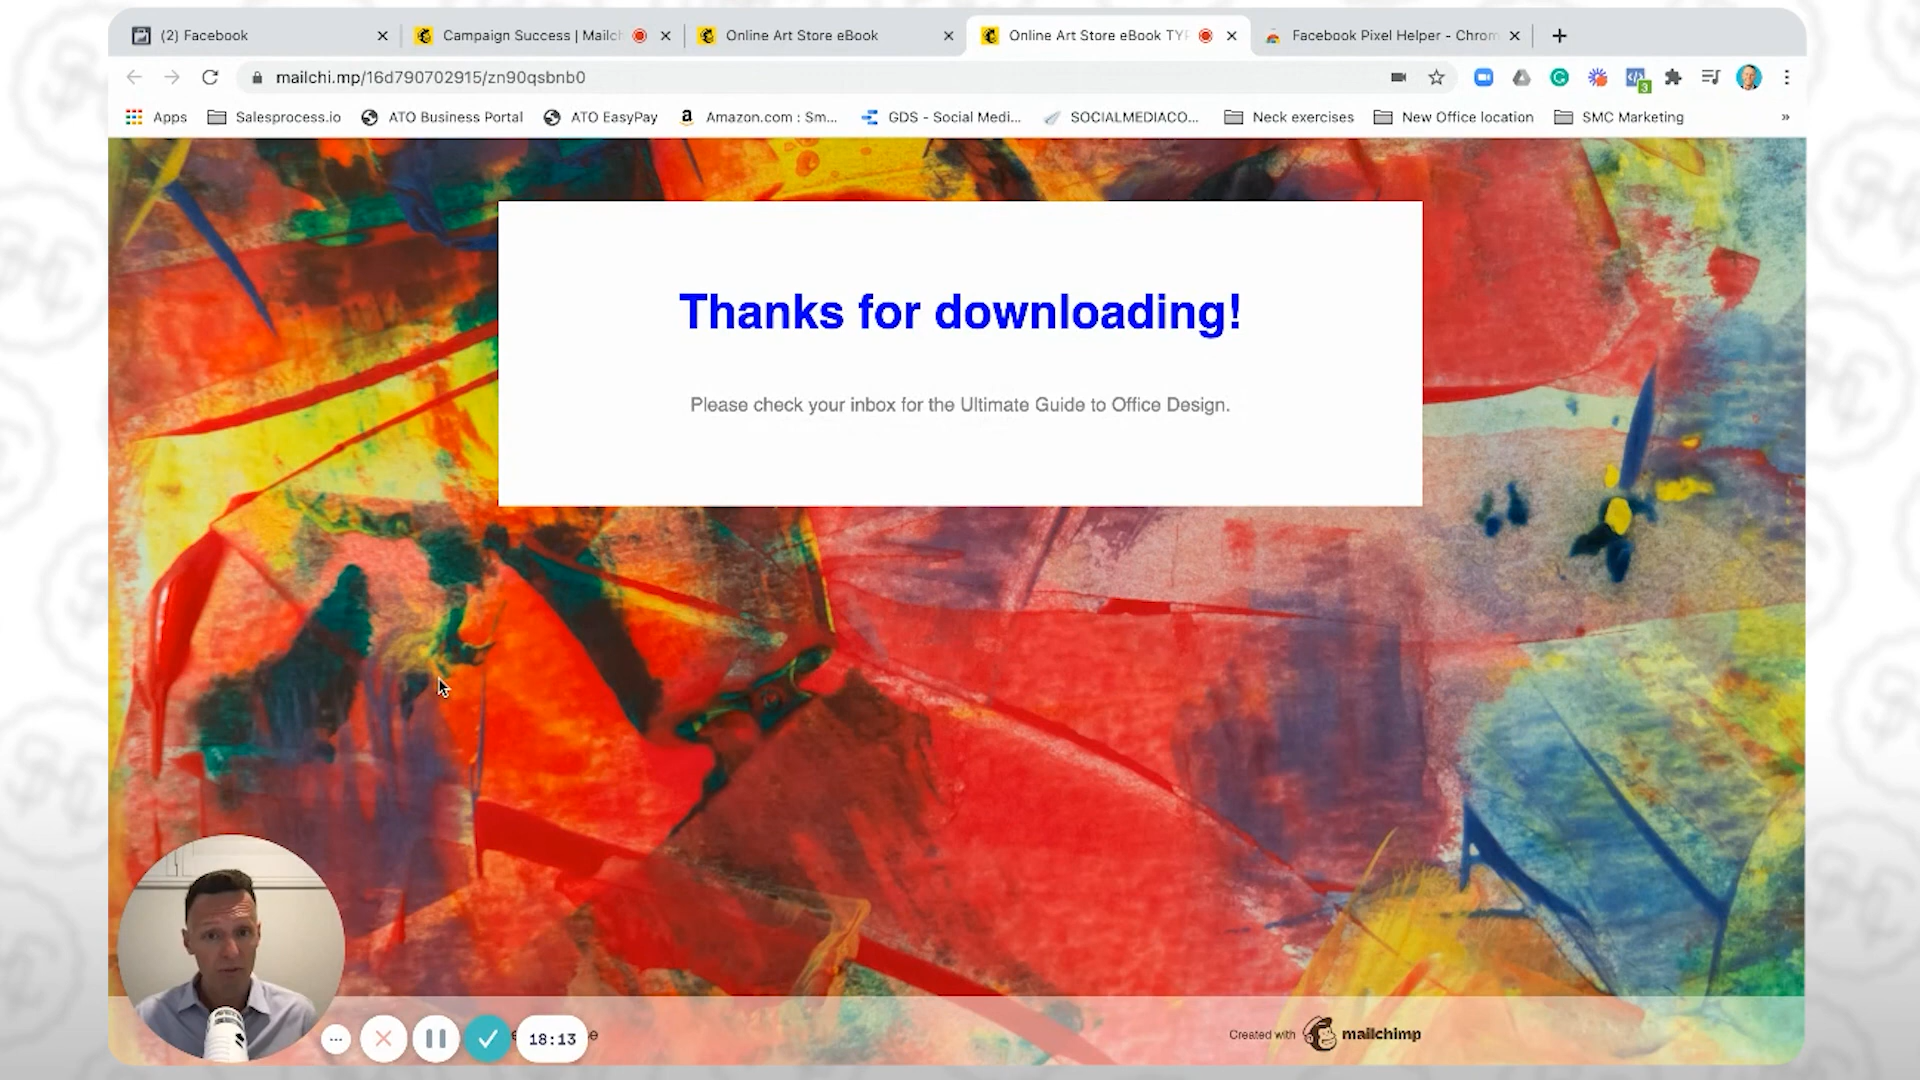 (2) Facebook
Campaign Success | Mailch
Online Art Store eBook
Online Art Store eBook TY
Facebook Pixel Helper - Chrom
mailchi.mp/16d790702915/zn90qsbnb0
3
Apps
Salesprocess.io
ATO Business Portal
ATO EasyPay
Amazon.com : Sm...
GDS - Social Medi...
SOCIALMEDIACO...
Neck exercises
New Office location
SMC Marketing
»
Thanks for downloading!
Please check your inbox for the Ultimate Guide to Office Design.
18:13
Created with
mailchimp